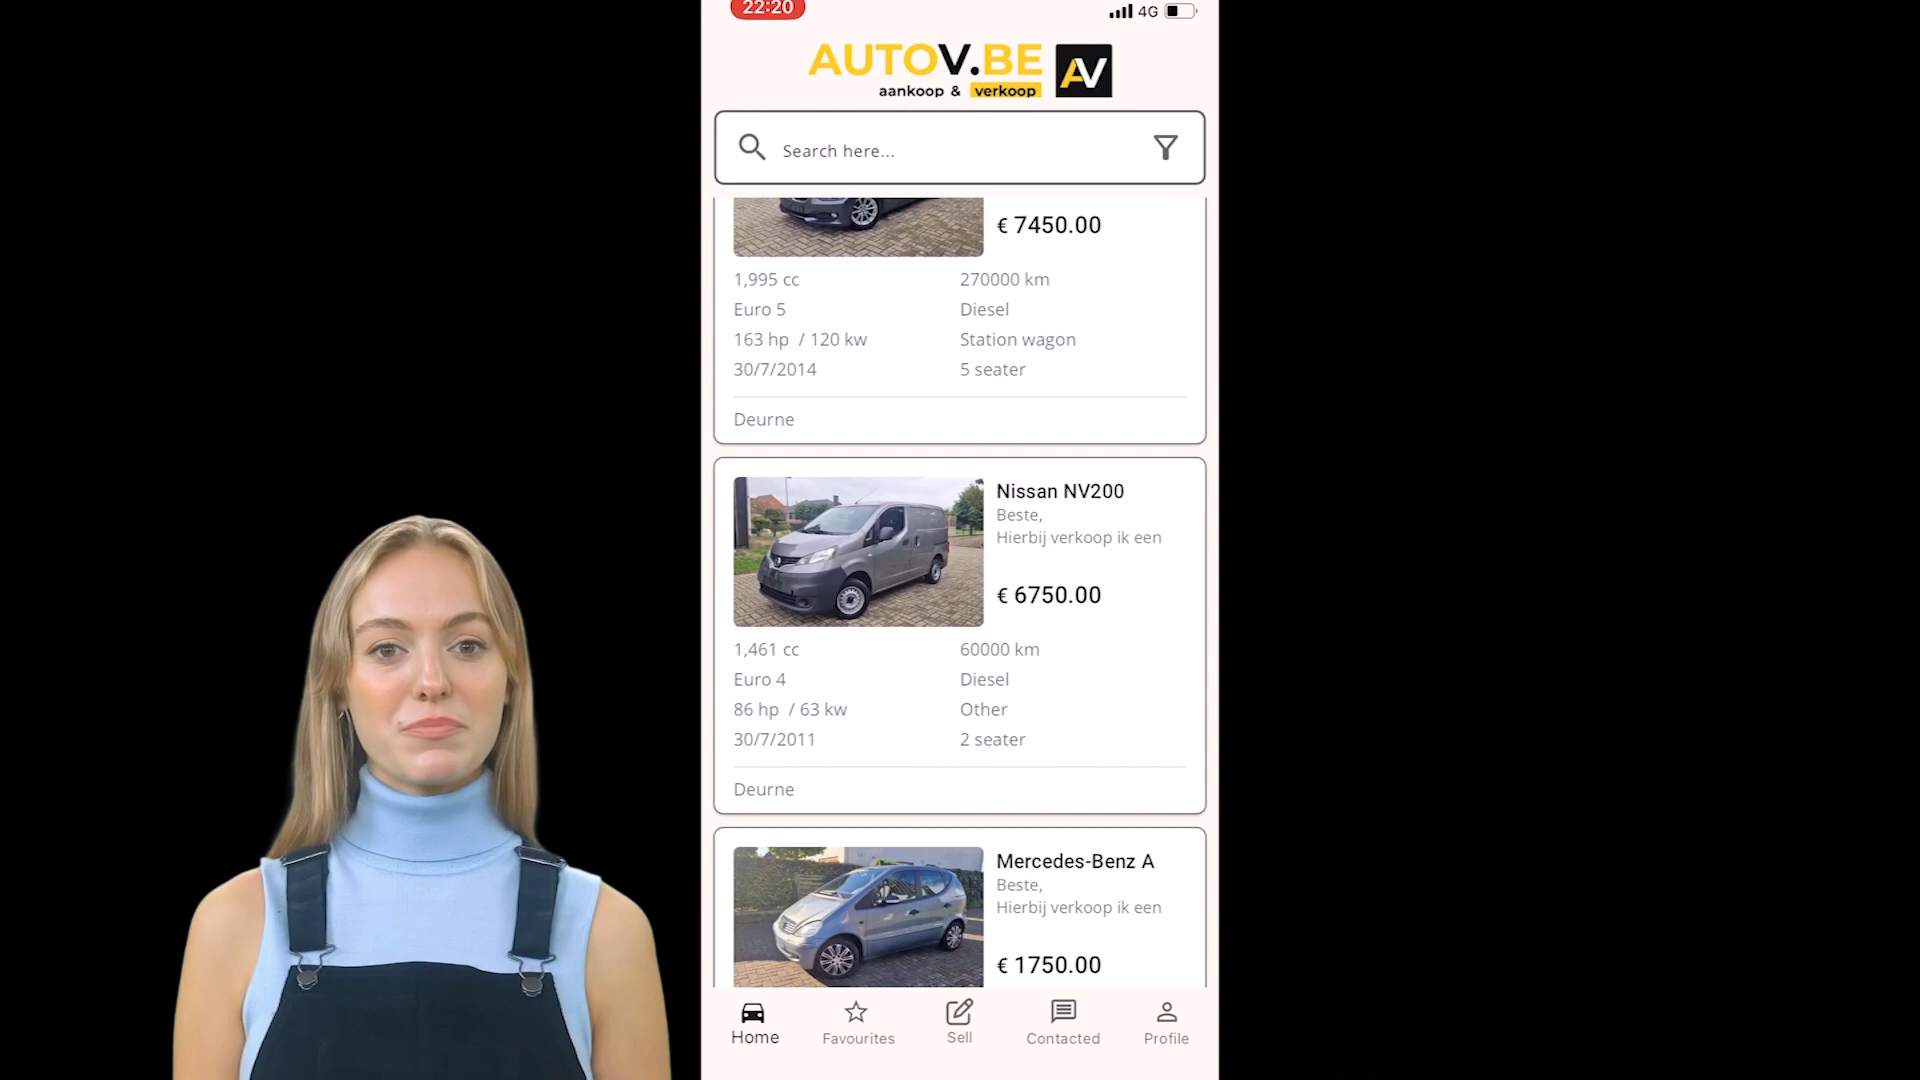 22:20
4G
AUTOV.BE
aankoop & verkoop
AV
Search here...
€ 7450.00
1,995 cc
270000 km
Euro 5
Diesel
163 hp / 120 kw
Station wagon
30/7/2014
5 seater
Deurne
Nissan NV200
Beste,
Hierbij verkoop ik een
€ 6750.00
1,461 cc
60000 km
Euro 4
Diesel
86 hp / 63 kw
Other
30/7/2011
2 seater
Deurne
Mercedes-Benz A
Beste,
Hierbij verkoop ik een
€ 1750.00
Home
Favourites
Sell
Contacted
Profile